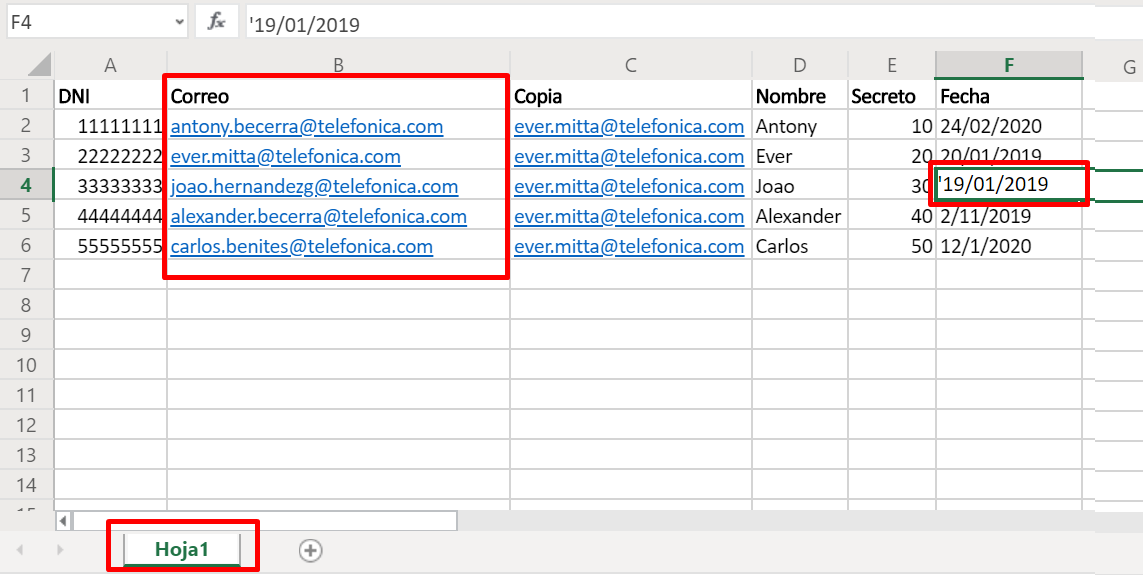 F4 fx '19/01/2019
A B C D E F G
1 DNI Correo Copia Nombre Secreto Fecha
2 11111111 antony.becerra@telefonica.com ever.mitta@telefonica.com Antony 10 24/02/2020
3 22222222 ever.mitta@telefonica.com ever.mitta@telefonica.com Ever 20 20/01/2019
4 33333333 joao.hernandezg@telefonica.com ever.mitta@telefonica.com Joao 30 '19/01/2019
5 44444444 alexander.becerra@telefonica.com ever.mitta@telefonica.com Alexander 40 2/11/2019
6 55555555 carlos.benites@telefonica.com ever.mitta@telefonica.com Carlos 50 12/1/2020
7
8
9
10
11
12
13
14
15
Hoja1